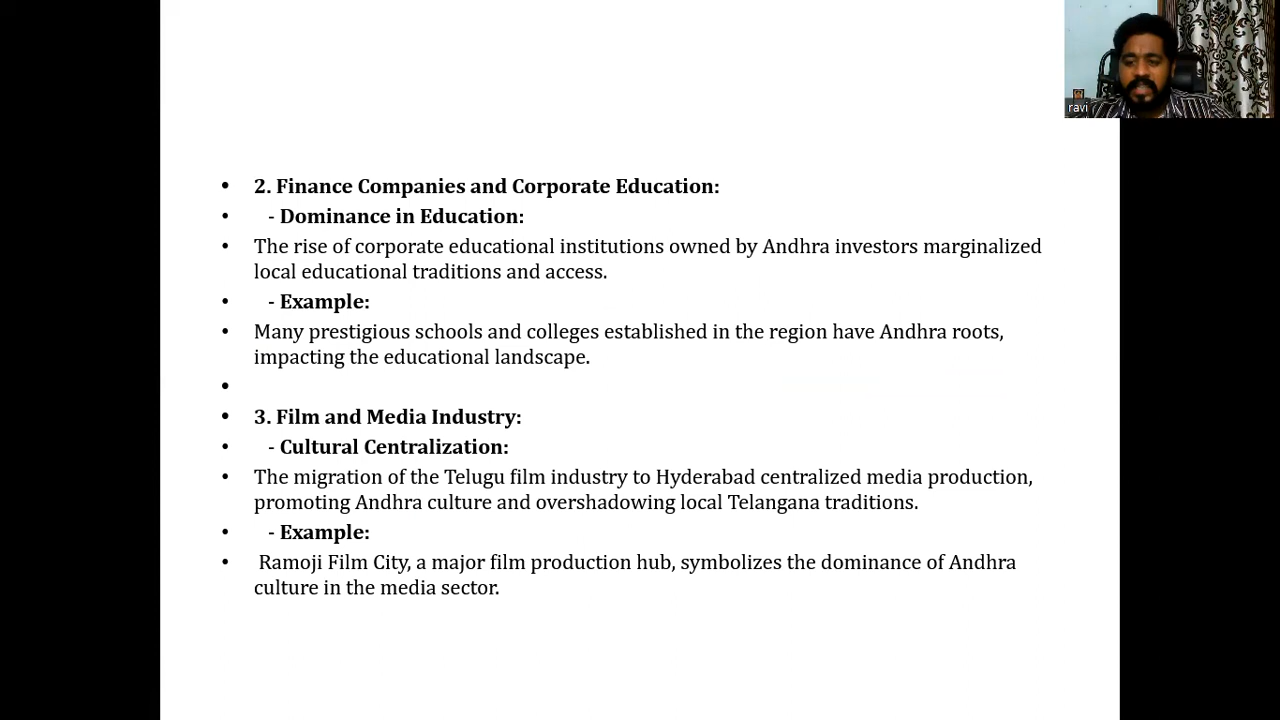 ravi
• 2. Finance Companies and Corporate Education:
• - Dominance in Education:
• The rise of corporate educational institutions owned by Andhra investors marginalized
local educational traditions and access.
• - Example:
• Many prestigious schools and colleges established in the region have Andhra roots,
impacting the educational landscape.
•
• 3. Film and Media Industry:
• - Cultural Centralization:
• The migration of the Telugu film industry to Hyderabad centralized media production,
promoting Andhra culture and overshadowing local Telangana traditions.
• - Example:
• Ramoji Film City, a major film production hub, symbolizes the dominance of Andhra
culture in the media sector.